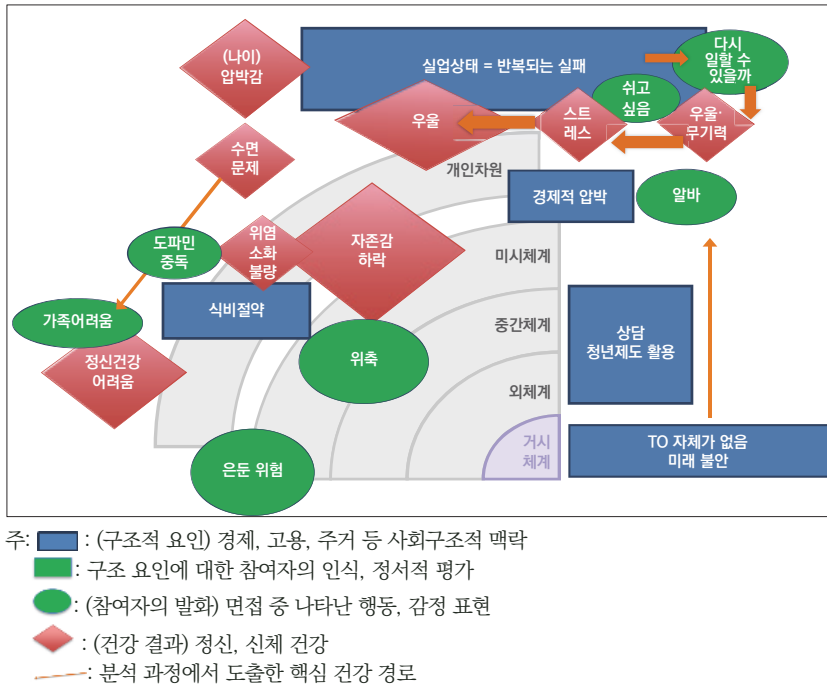 (나이)
압박감
실업상태 = 반복되는 실패
다시
일할 수
있을까
쉬고
싶음
우울
스트
레스
우울·
무기력
수면
문제
개인차원
경제적 압박
알바
도파민
중독
위염
소화
불량
자존감
하락
미시체계
식비절약
가족어려움
정신건강
어려움
위축
중간체계
상담
청년제도 활용
외체계
거시
체계
은둔 위험
TO 자체가 없음
미래 불안
주: : (구조적 요인) 경제, 고용, 주거 등 사회구조적 맥락
: 구조 요인에 대한 참여자의 인식, 정서적 평가
: (참여자의 발화) 면접 중 나타난 행동, 감정 표현
: (건강 결과) 정신, 신체 건강
: 분석 과정에서 도출한 핵심 건강 경로